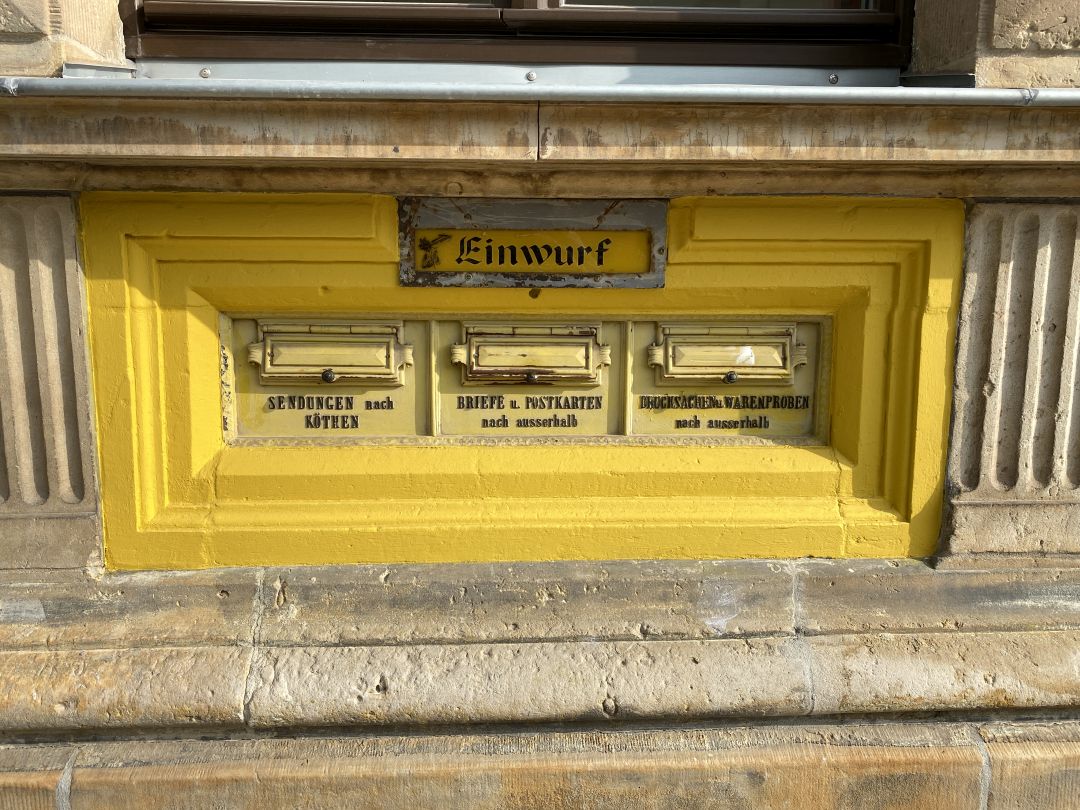 Einwurf
SENDUNGEN nach
KÖTHEN
BRIEFE u. POSTKARTEN
nach ausserhalb
DRUCKSACHEN u. WARENPROBEN
nach ausserhalb